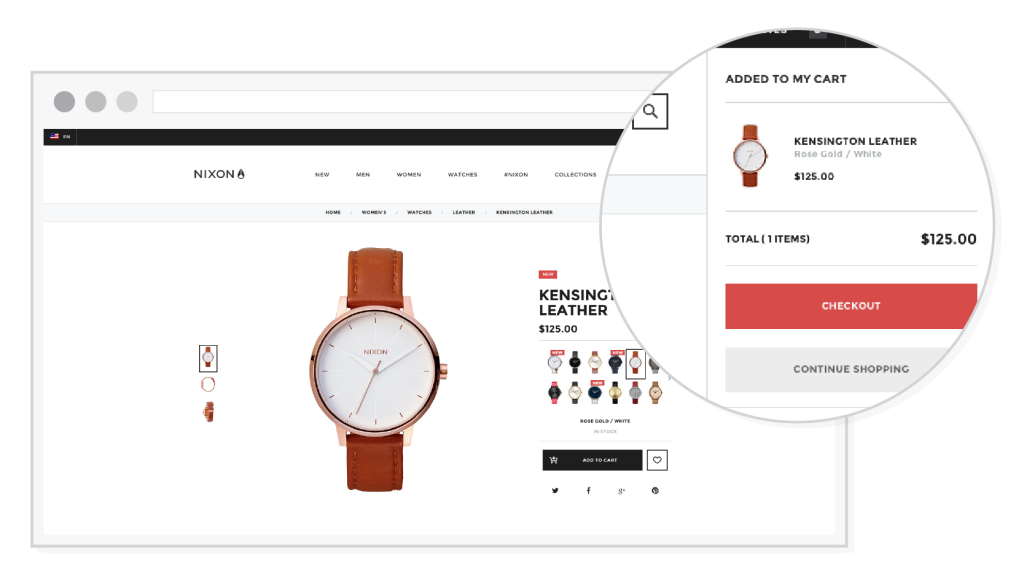 ADDED TO MY CART
KENSINGTON LEATHER
Rose Gold / White
$125.00
TOTAL ( 1 ITEMS)
$125.00
CHECKOUT
CONTINUE SHOPPING
EN
NIXON
NEW
MEN
WOMEN
WATCHES
#NIXON
COLLECTIONS
HOME / WOMEN'S / WATCHES / LEATHER / KENSINGTON LEATHER
NIXON
NEW
KENSINGT
LEATHER
$125.00
NEW
NEW
NEW
ROSE GOLD / WHITE
IN STOCK
ADD TO CART
g+